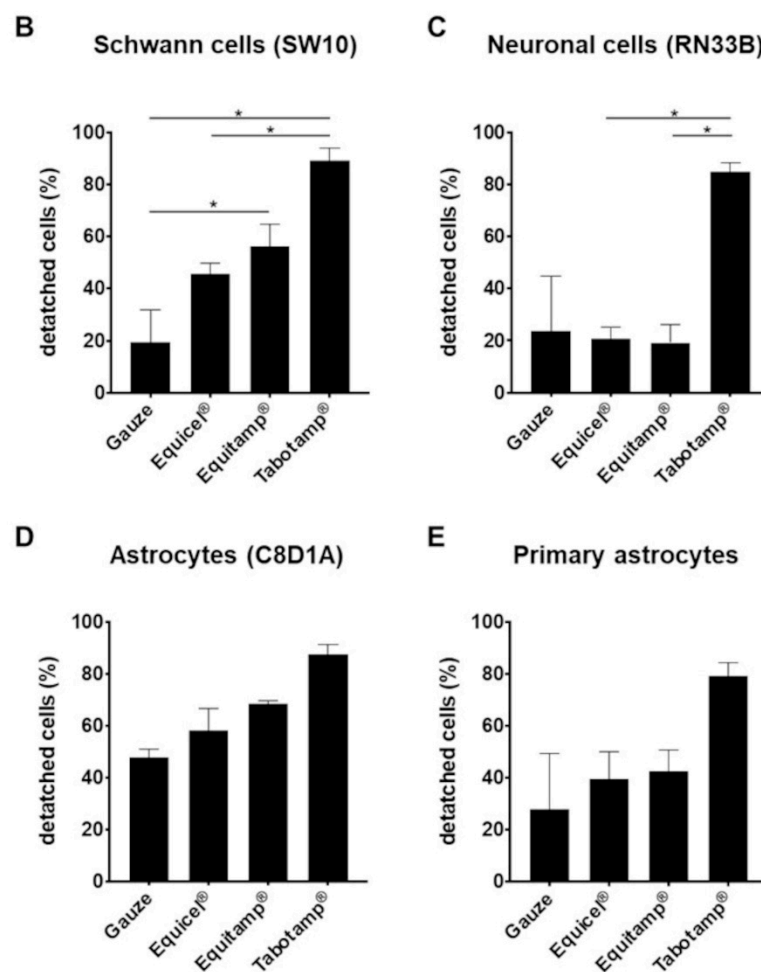 B
Schwann cells (SW10)
*
*
*
100
80
60
40
20
0
detatched cells (%)
Gauze
Equicel®
Equitamp®
Tabotamp®
C
Neuronal cells (RN33B)
*
*
100
80
60
40
20
0
detatched cells (%)
Gauze
Equicel®
Equitamp®
Tabotamp®
D
Astrocytes (C8D1A)
100
80
60
40
20
0
detatched cells (%)
Gauze
Equicel®
Equitamp®
Tabotamp®
E
Primary astrocytes
100
80
60
40
20
0
detatched cells (%)
Gauze
Equicel®
Equitamp®
Tabotamp®